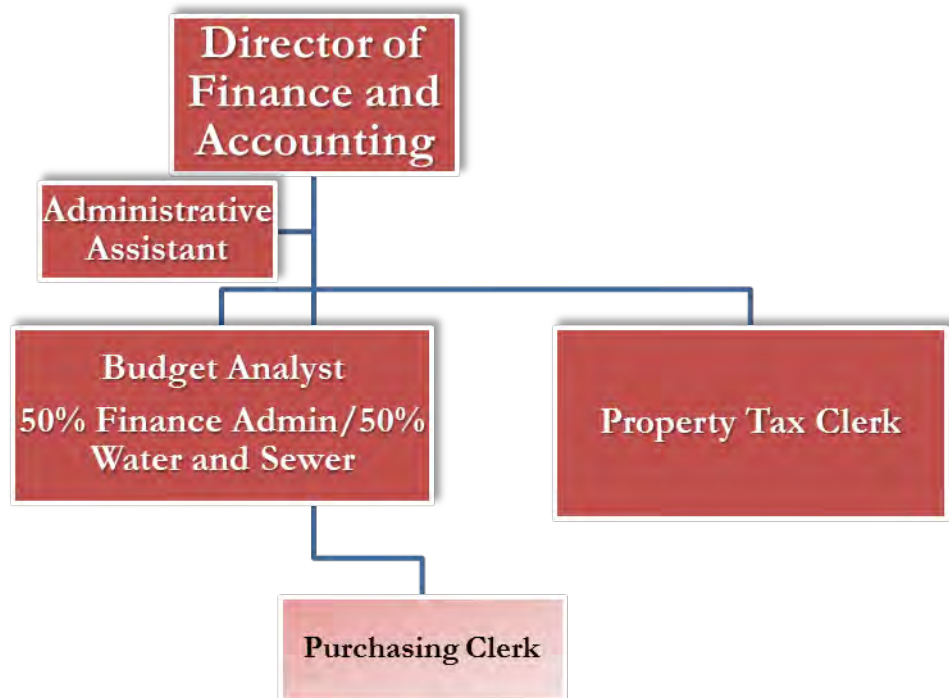 Director of
Finance and
Accounting
Administrative
Assistant
Budget Analyst
50% Finance Admin/50%
Water and Sewer
Property Tax Clerk
Purchasing Clerk